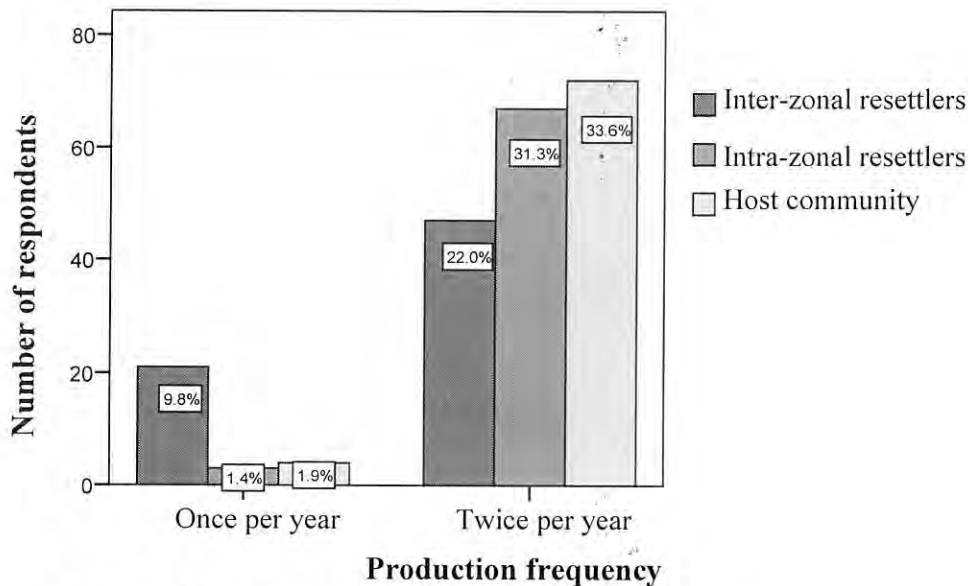 80
60
40
20
0
Number of respondents
9.8%
1.4%
1.9%
22.0%
31.3%
33.6%
Once per year
Twice per year
Production frequency
Inter-zonal resettlers
Intra-zonal resettlers
Host community